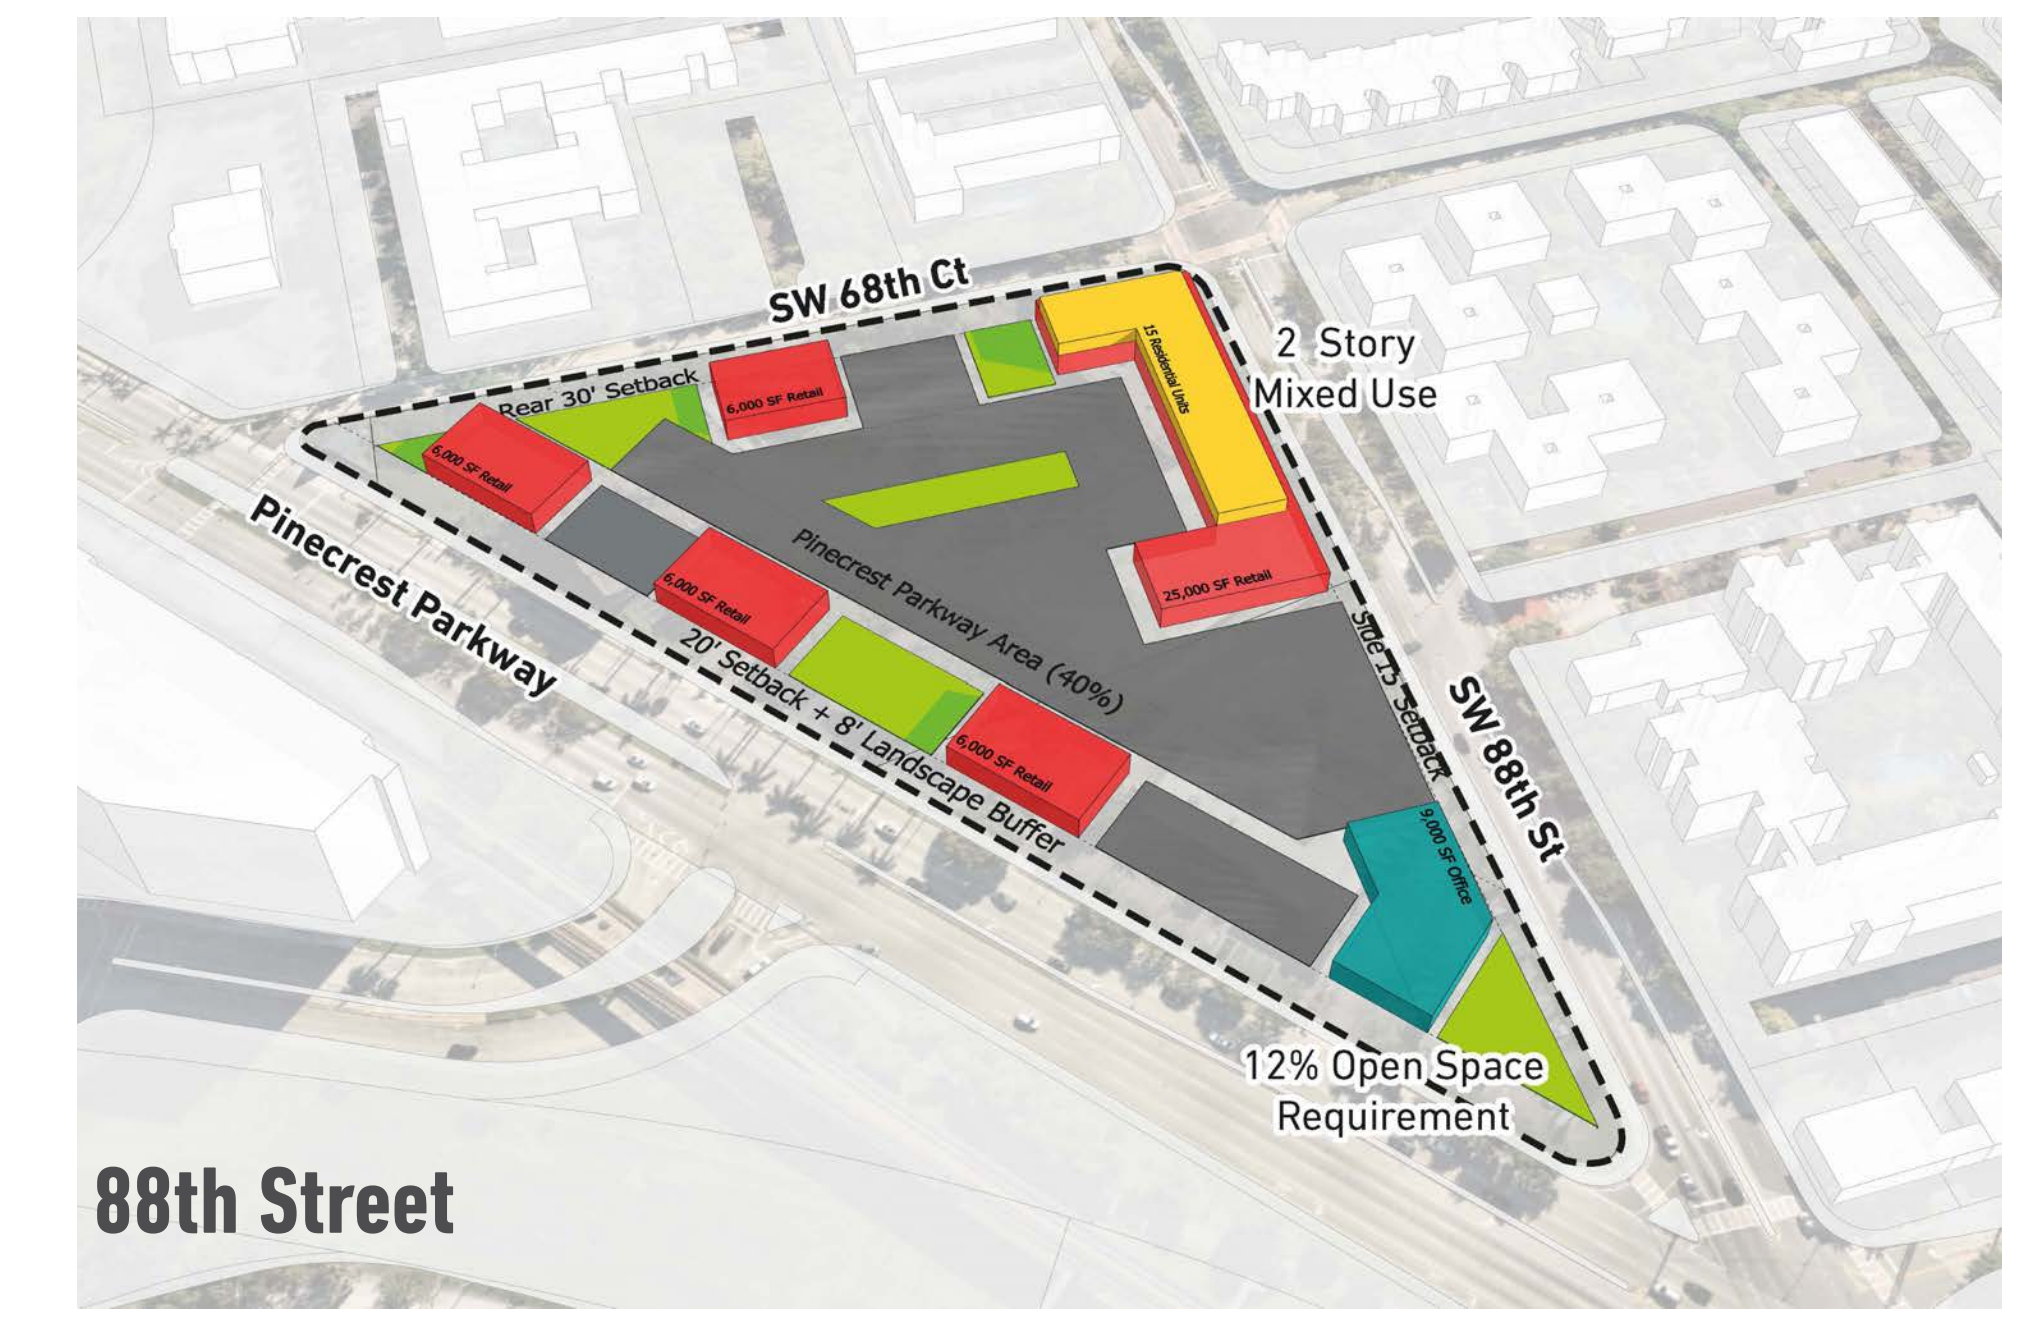 SW 68th Ct
2 Story
Mixed Use
15 Residential Units
Rear 30' Setback
6,000 SF Retail
6,000 SF Retail
Pinecrest Parkway
6,000 SF Retail
Pinecrest Parkway Area (40%)
25,000 SF Retail
Side 15 Setback
20' Setback + 8' Landscape Buffer
6,000 SF Retail
SW 88th St
9,000 SF Office
12% Open Space
Requirement
88th Street